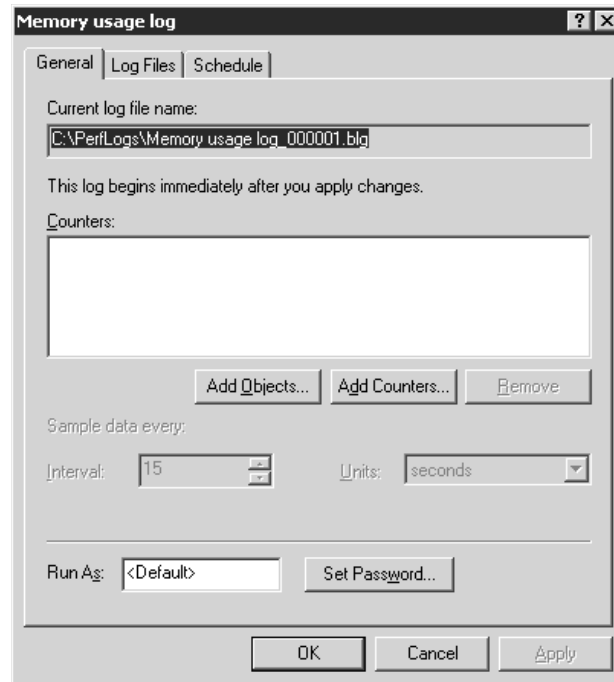 Memory usage log
General Log Files Schedule
Current log file name:
C:\PerfLogs\Memory usage log_000001.blg
This log begins immediately after you apply changes.
Counters:
Add Objects... Add Counters... Remove
Sample data every:
Interval: 15 Units: seconds
Run As: <Default> Set Password...
OK Cancel Apply